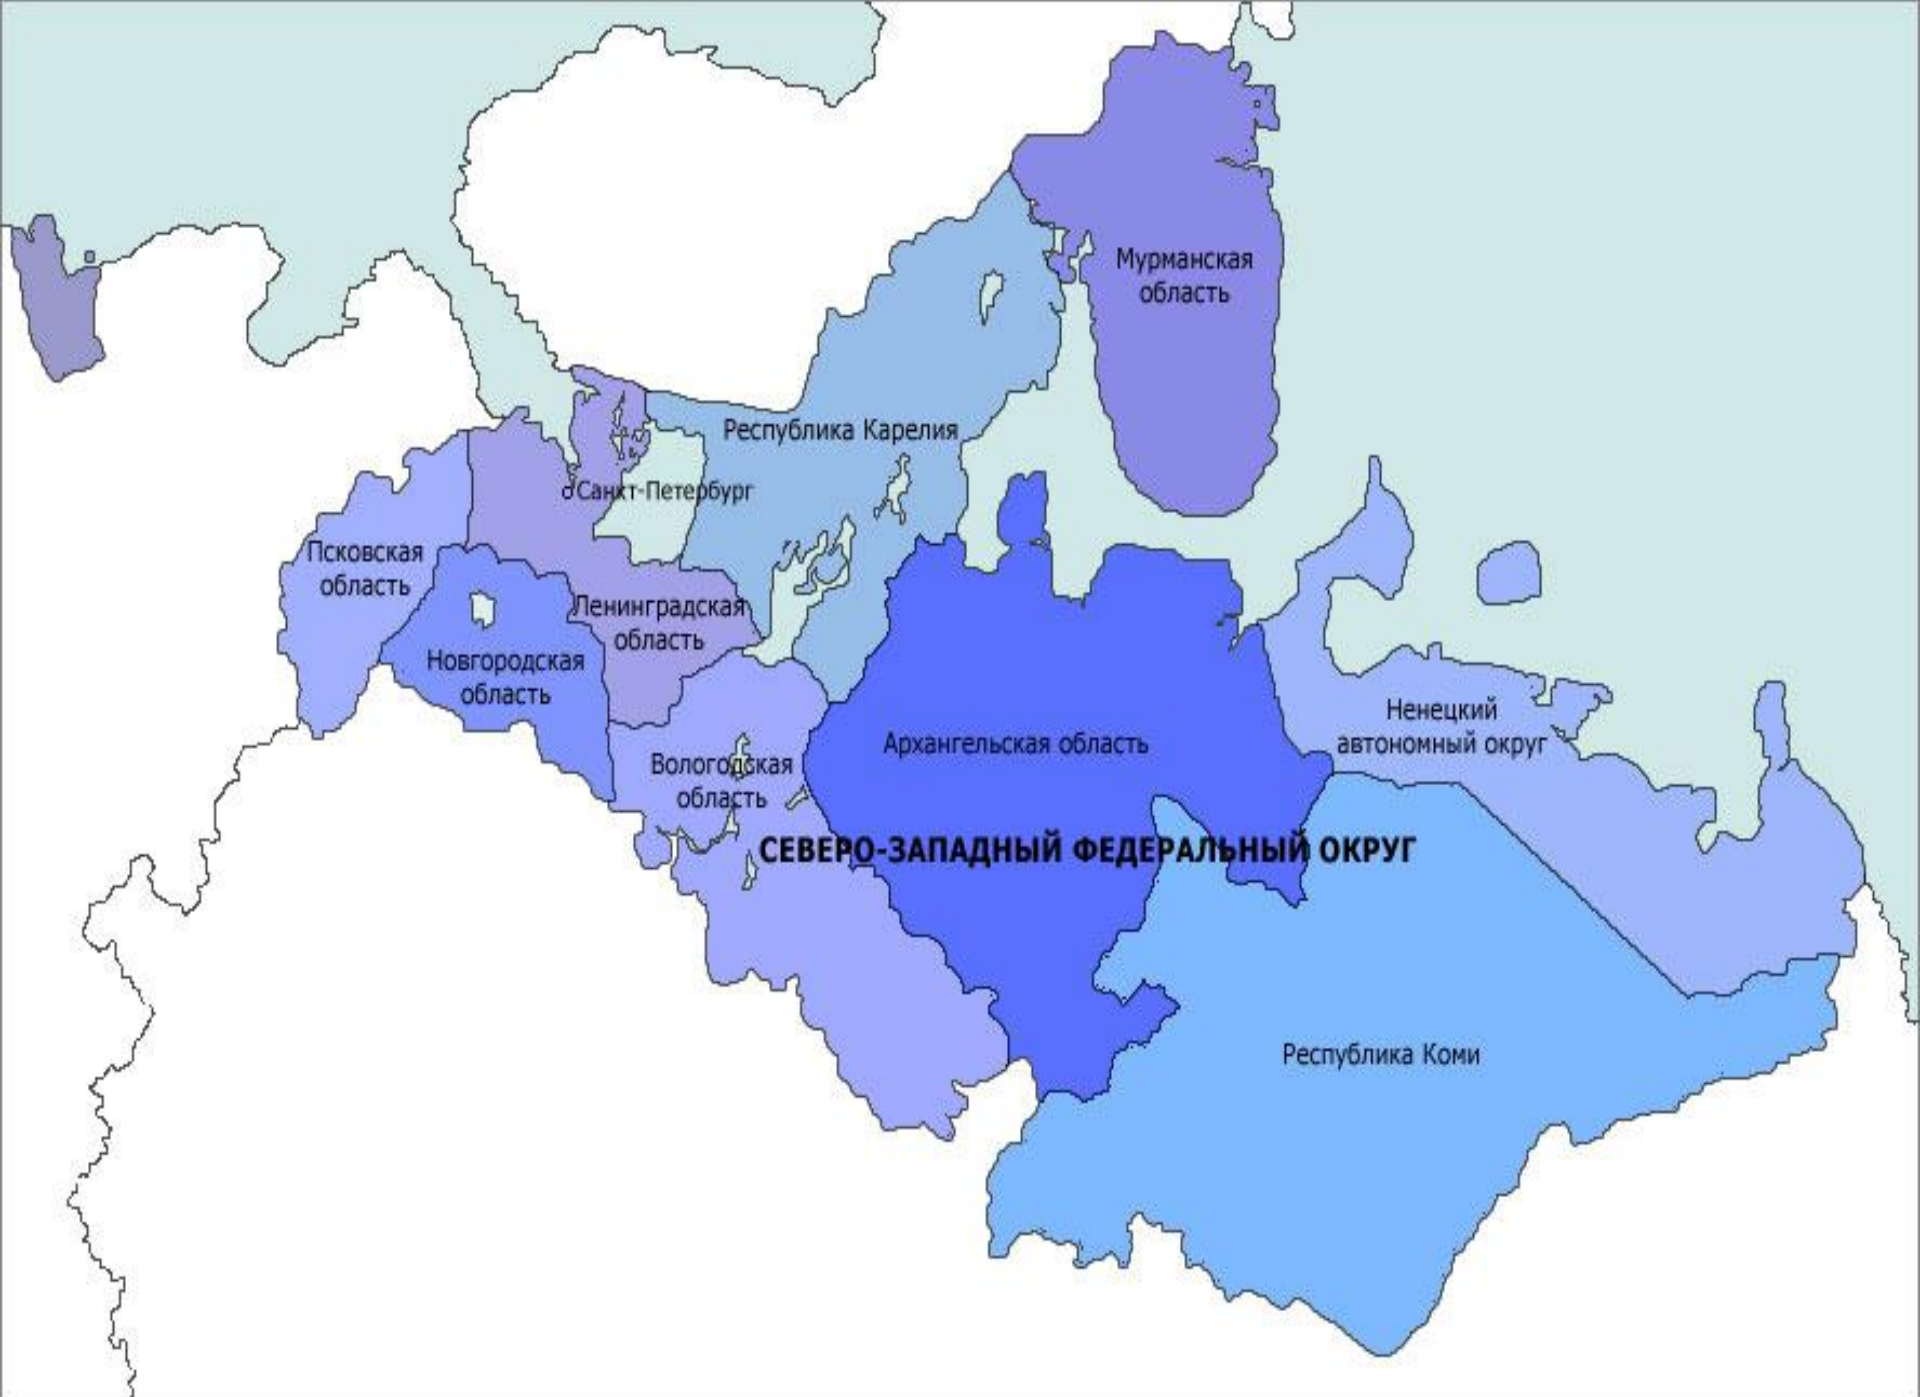 Мурманская
область
Республика Карелия
Санкт-Петербург
Псковская
область
Ленинградская
область
Новгородская
область
Ненецкий
автономный округ
Архангельская область
Вологодская
область
СЕВЕРО-ЗАПАДНЫЙ ФЕДЕРАЛЬНЫЙ ОКРУГ
Республика Коми